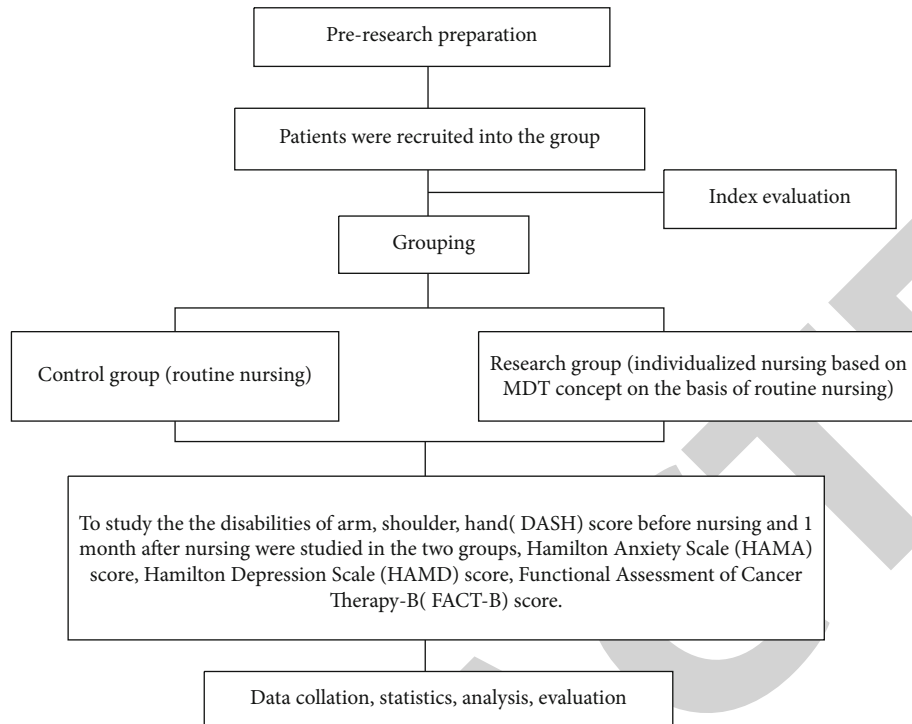 Pre-research preparation
Patients were recruited into the group
Index evaluation
Grouping
Control group (routine nursing)
Research group (individualized nursing based on
MDT concept on the basis of routine nursing)
To study the the disabilities of arm, shoulder, hand( DASH) score before nursing and 1
month after nursing were studied in the two groups, Hamilton Anxiety Scale (HAMA)
score, Hamilton Depression Scale (HAMD) score, Functional Assessment of Cancer
Therapy-B( FACT-B) score.
Data collation, statistics, analysis, evaluation